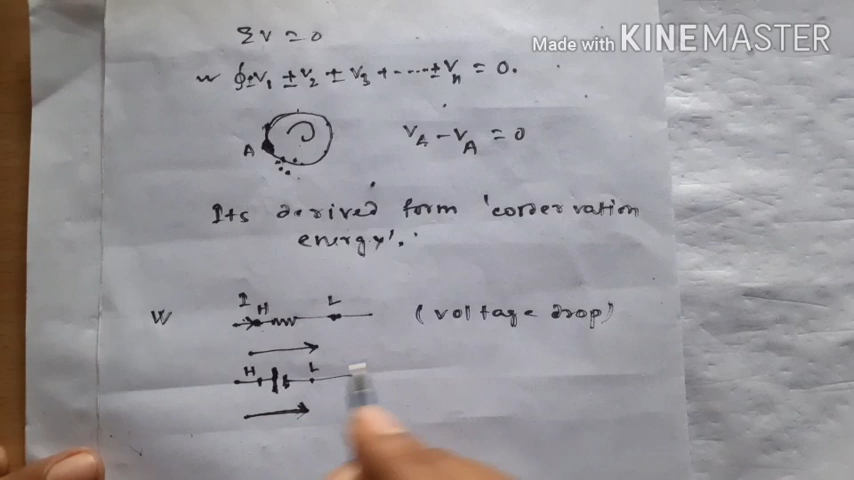 ΣV = 0
Made with KINEMASTER
w ∮±V₁ ± V₂ ± V₃ + ----- ± Vₙ = 0.
A V_A - V_A = 0
Its derived form 'conservation
energy'.
W I H L (voltage drop)
H L